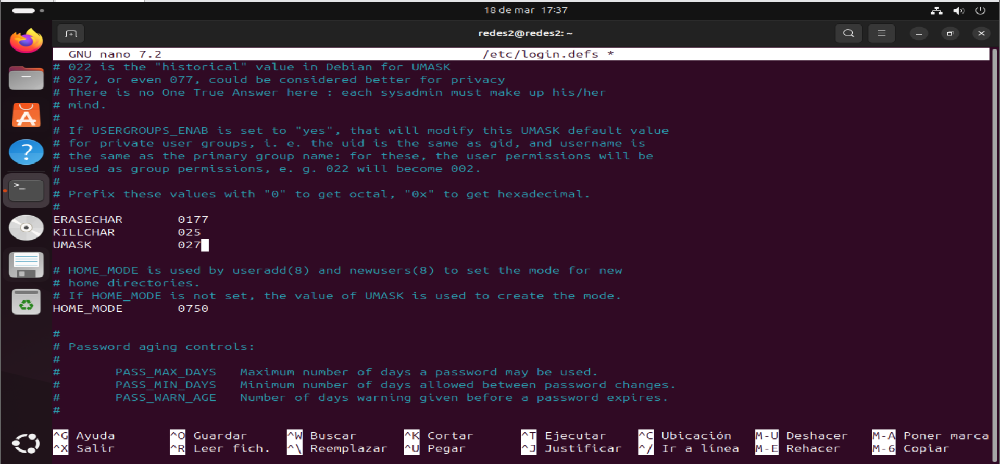 18 de mar 17:37
redes2@redes2: ~
GNU nano 7.2 /etc/login.defs *
# 022 is the "historical" value in Debian for UMASK
# 027, or even 077, could be considered better for privacy
# There is no One True Answer here : each sysadmin must make up his/her
# mind.
#
# If USERGROUPS_ENAB is set to "yes", that will modify this UMASK default value
# for private user groups, i. e. the uid is the same as gid, and username is
# the same as the primary group name: for these, the user permissions will be
# used as group permissions, e. g. 022 will become 002.
#
# Prefix these values with "0" to get octal, "0x" to get hexadecimal.
#
ERASECHAR 0177
KILLCHAR 025
UMASK 027
# HOME_MODE is used by useradd(8) and newusers(8) to set the mode for new
# home directories.
# If HOME_MODE is not set, the value of UMASK is used to create the mode.
HOME_MODE 0750
#
# Password aging controls:
#
# PASS_MAX_DAYS Maximum number of days a password may be used.
# PASS_MIN_DAYS Minimum number of days allowed between password changes.
# PASS_WARN_AGE Number of days warning given before a password expires.
#
^G Ayuda ^O Guardar ^W Buscar ^K Cortar ^T Ejecutar ^C Ubicación M-U Deshacer M-A Poner marca
^X Salir ^R Leer fich. ^\ Reemplazar ^U Pegar ^J Justificar ^/ Ir a línea M-E Rehacer M-6 Copiar